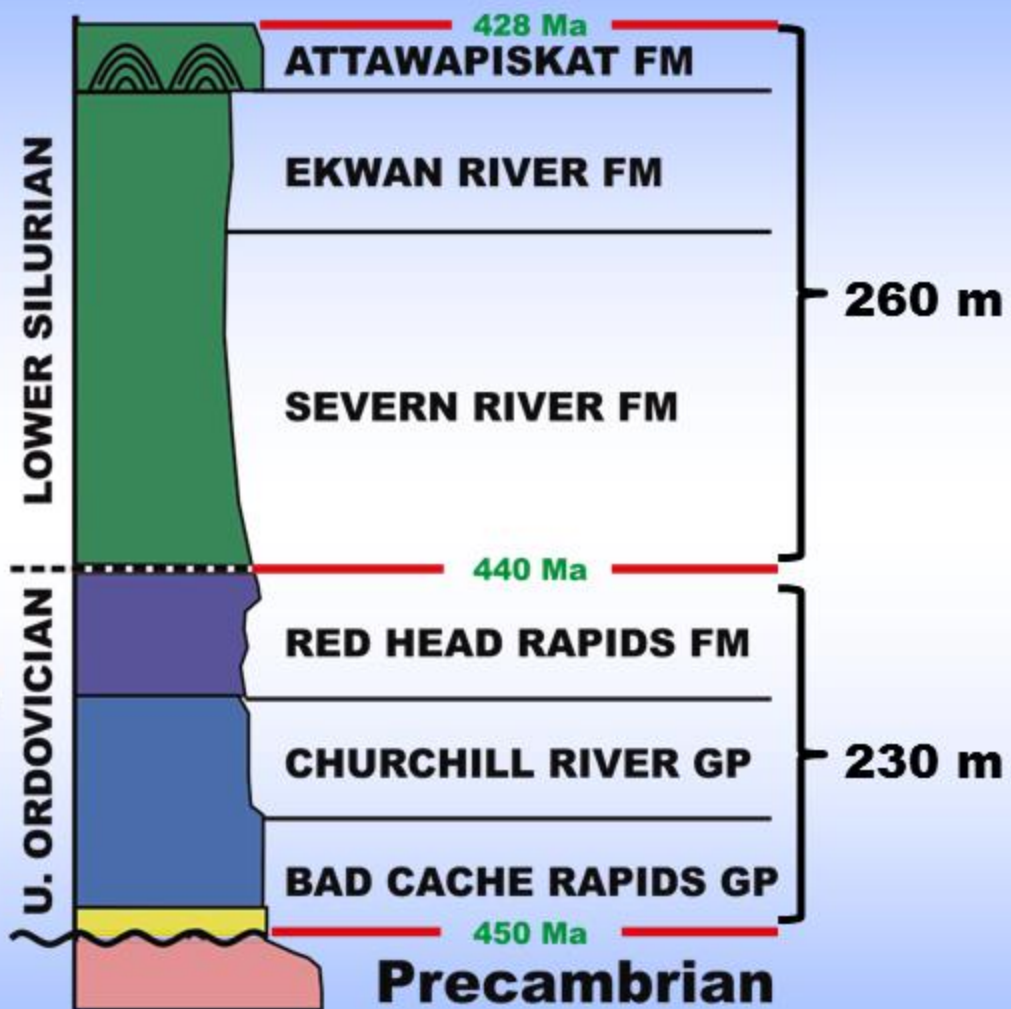 428 Ma
ATTAWAPISKAT FM
EKWAN RIVER FM
LOWER SILURIAN
260 m
SEVERN RIVER FM
440 Ma
RED HEAD RAPIDS FM
U. ORDOVICIAN
CHURCHILL RIVER GP
230 m
BAD CACHE RAPIDS GP
450 Ma
Precambrian